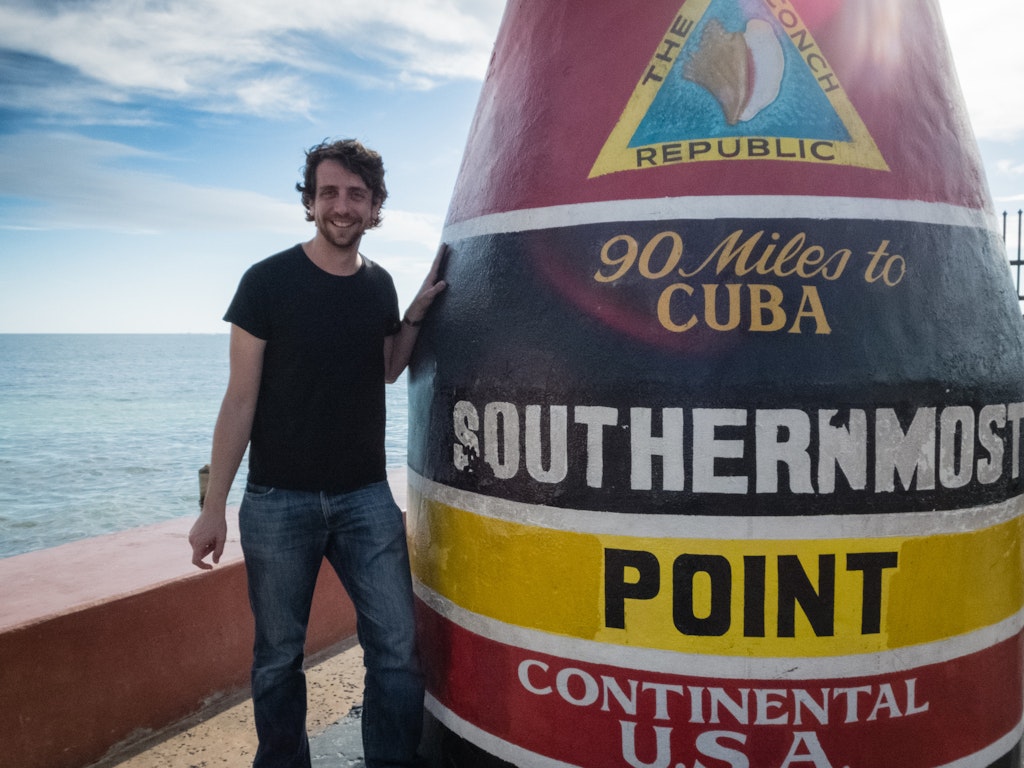 THE CONCH
REPUBLIC
90 Miles to
CUBA
SOUTHERNMOST
POINT
CONTINENTAL
U.S.A.